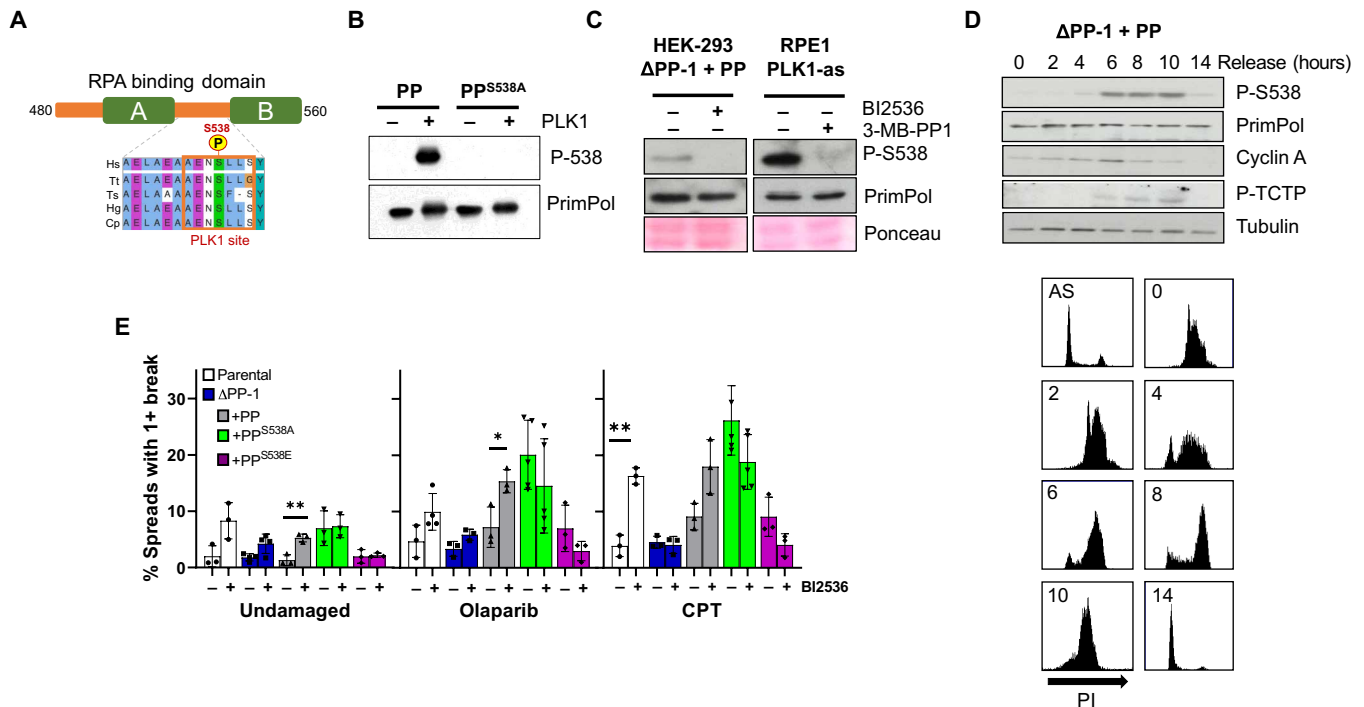 A
RPA binding domain
480 A B 560
S538
P
Hs A E L A E A A E N S L L S Y
Tt A E L A E A A E N S L L G Y
Ts A E L A A A A E N S F - S Y
Hg A E L A E A A E N S L L S Y
Cp A E L A E A A E N S L L S Y
PLK1 site
B
PP PP^S538A
– + – + PLK1
P-538
PrimPol
C
HEK-293 RPE1
ΔPP-1 + PP PLK1-as
– + BI2536
– – – + 3-MB-PP1
P-S538
PrimPol
Ponceau
D
ΔPP-1 + PP
0 2 4 6 8 10 14 Release (hours)
P-S538
PrimPol
Cyclin A
P-TCTP
Tubulin
AS 0
2 4
6 8
10 14
PI
E
% Spreads with 1+ break
30
20
10
0
Parental
ΔPP-1
+PP
+PP^S538A
+PP^S538E
** * **
– + – + – + – + – + – + – + – + – + – + – + – + – + – + – + BI2536
Undamaged Olaparib CPT